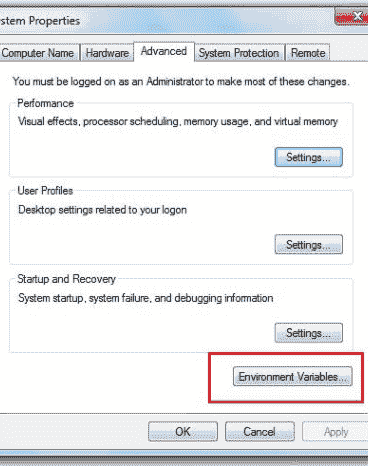 stem Properties
Computer Name Hardware Advanced System Protection Remote
You must be logged on as an Administrator to make most of these changes.
Performance
Visual effects, processor scheduling, memory usage, and virtual memory
Settings...
User Profiles
Desktop settings related to your logon
Settings...
Startup and Recovery
System startup, system failure, and debugging information
Settings...
Environment Variables...
OK Cancel Apply